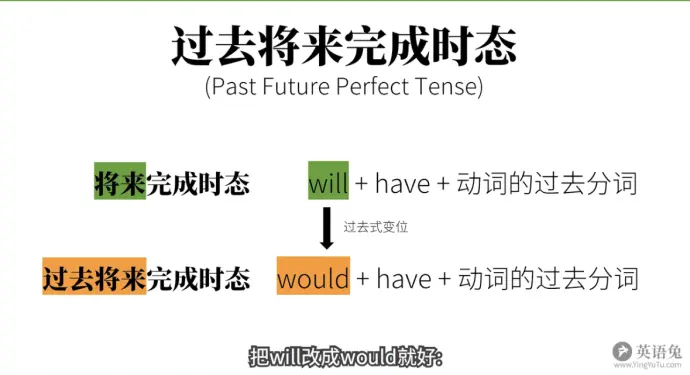 过去将来完成时态
(Past Future Perfect Tense)
将来完成时态 will + have + 动词的过去分词
过去式变位
过去将来完成时态 would + have + 动词的过去分词
把will改成would就好:
英语兔
www.YingYuTu.com